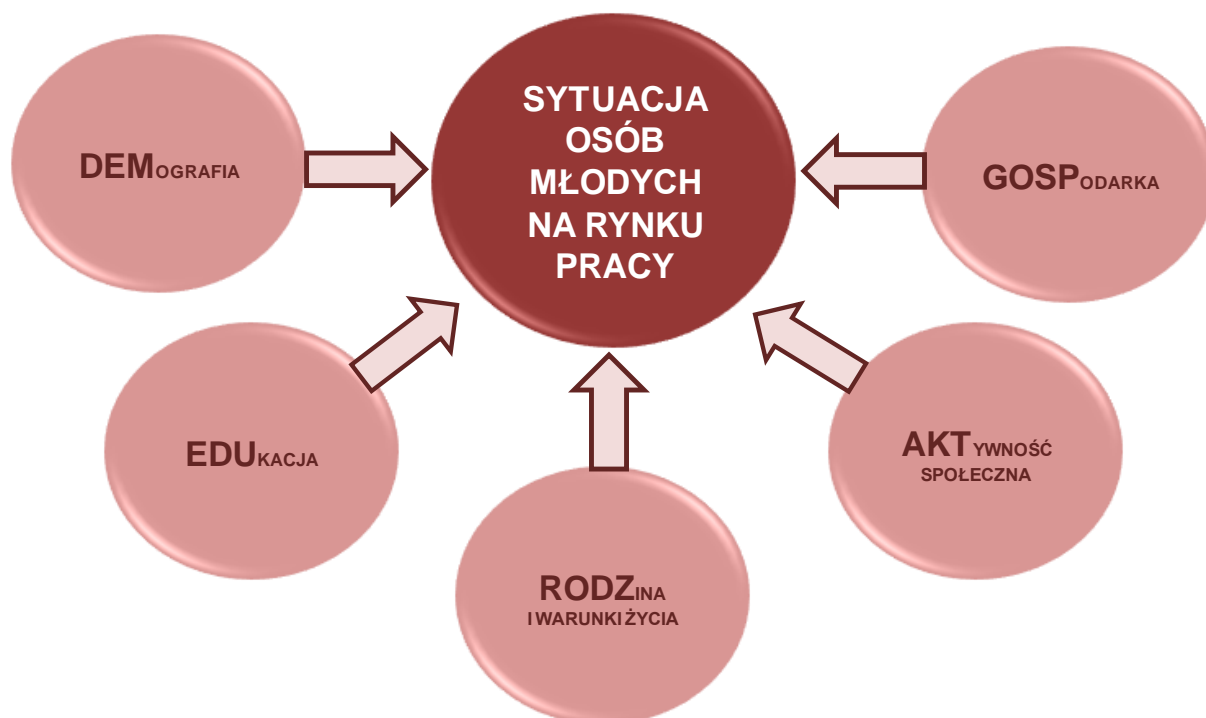 SYTUACJA
OSÓB
MŁODYCH
NA RYNKU
PRACY
DEMOGRAFIA
GOSPODARKA
EDUKACJA
AKTYWNOŚĆ
SPOŁECZNA
RODZINA
I WARUNKI ŻYCIA